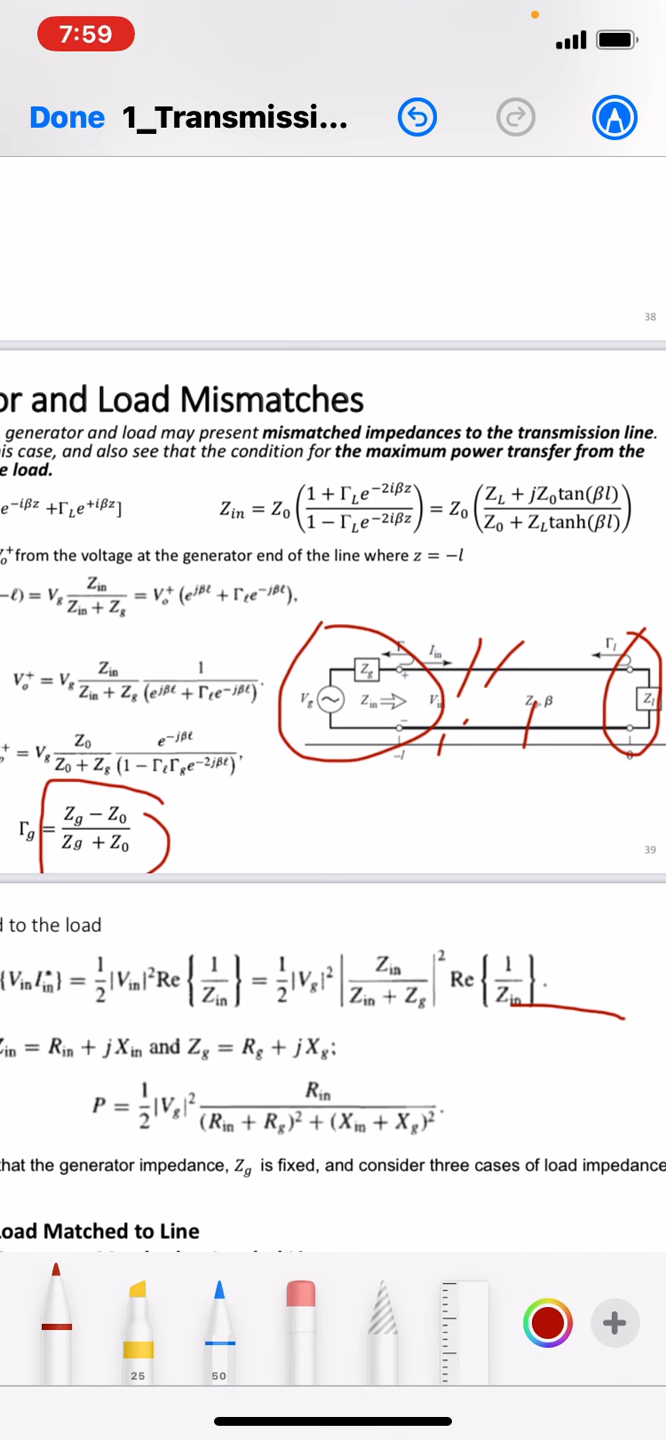 7:59
Done 1_Transmissi...
38
or and Load Mismatches
generator and load may present mismatched impedances to the transmission line.
is case, and also see that the condition for the maximum power transfer from the
e load.
e^{-iβz} +Γ_L e^{+iβz}]
Z_{in} = Z_0 (1 + Γ_L e^{-2iβz} / 1 − Γ_L e^{-2iβz}) = Z_0 (Z_L + jZ_0 tan(βl) / Z_0 + Z_L tanh(βl))
_o^+ from the voltage at the generator end of the line where z = −l
−ℓ) = V_g Z_in / Z_in + Z_g = V_o^+ (e^{jβℓ} + Γ_ℓ e^{-jβℓ}),
V_o^+ = V_g Z_in / Z_in + Z_g 1 / (e^{jβℓ} + Γ_ℓ e^{-jβℓ}).
^+ = V_g Z_0 / Z_0 + Z_g e^{-jβℓ} / (1 − Γ_ℓ Γ_g e^{-2jβℓ}),
Γ_g = Z_g − Z_0 / Z_g + Z_0
Z_g
I_in
Γ_l
V_g
Z_in
β
Z_l
−l
0
39
d to the load
{V_in I_in^*} = 1/2 |V_in|^2 Re {1 / Z_in} = 1/2 |V_g|^2 |Z_in / Z_in + Z_g|^2 Re {1 / Z_in}.
_in = R_in + jX_in and Z_g = R_g + jX_g;
P = 1/2 |V_g|^2 R_in / (R_in + R_g)^2 + (X_in + X_g)^2.
that the generator impedance, Z_g is fixed, and consider three cases of load impedance
oad Matched to Line
25
50